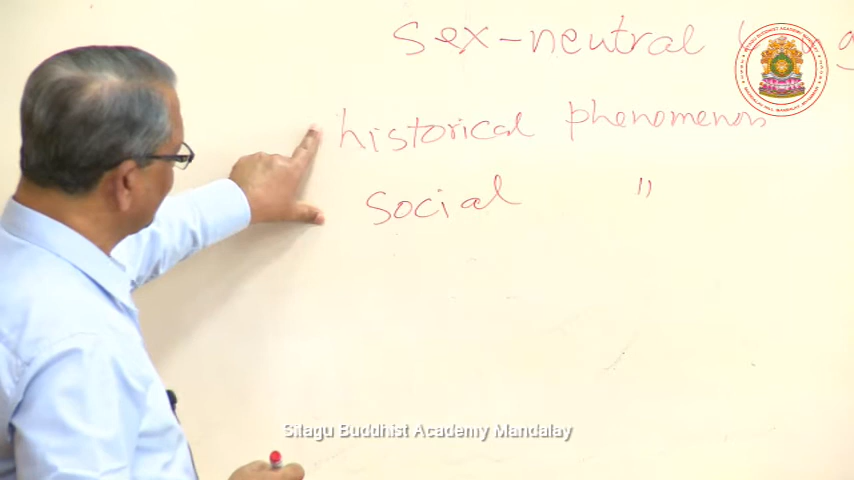 sex-neutral
historical phenomenon
social "
Sitagu Buddhist Academy Mandalay